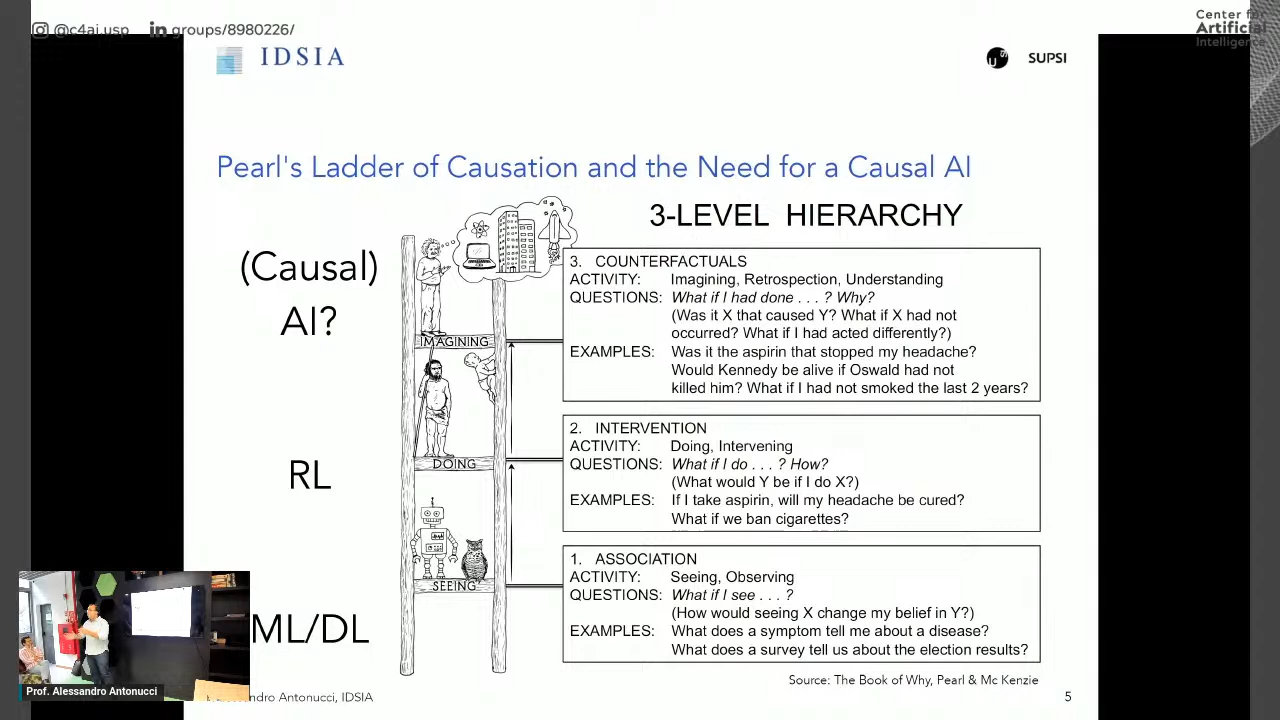 @c4ai.usp in groups/8980226/
Center for
Artificial
Intelligence
IDSIA
SUPSI
Pearl's Ladder of Causation and the Need for a Causal AI
3-LEVEL HIERARCHY
(Causal)
AI?
RL
ML/DL
IMAGINING
DOING
SEEING
3. COUNTERFACTUALS
ACTIVITY: Imagining, Retrospection, Understanding
QUESTIONS: What if I had done . . . ? Why?
(Was it X that caused Y? What if X had not
occurred? What if I had acted differently?)
EXAMPLES: Was it the aspirin that stopped my headache?
Would Kennedy be alive if Oswald had not
killed him? What if I had not smoked the last 2 years?
2. INTERVENTION
ACTIVITY: Doing, Intervening
QUESTIONS: What if I do . . . ? How?
(What would Y be if I do X?)
EXAMPLES: If I take aspirin, will my headache be cured?
What if we ban cigarettes?
1. ASSOCIATION
ACTIVITY: Seeing, Observing
QUESTIONS: What if I see . . . ?
(How would seeing X change my belief in Y?)
EXAMPLES: What does a symptom tell me about a disease?
What does a survey tell us about the election results?
Source: The Book of Why, Pearl & Mc Kenzie
Prof. Alessandro Antonucci
ndro Antonucci, IDSIA
5